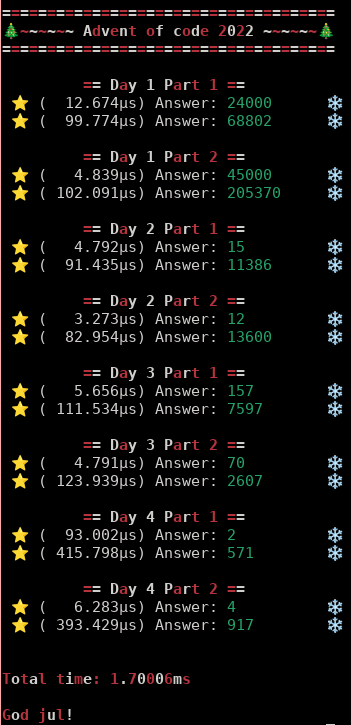 =====================================
🎄~~~~~~ Advent of code 2022 ~~~~~~🎄
=====================================
== Day 1 Part 1 ==
⭐ (  12.674µs) Answer: 24000 ❄️
⭐ (  99.774µs) Answer: 68802 ❄️
== Day 1 Part 2 ==
⭐ (   4.839µs) Answer: 45000 ❄️
⭐ ( 102.091µs) Answer: 205370 ❄️
== Day 2 Part 1 ==
⭐ (   4.792µs) Answer: 15 ❄️
⭐ (  91.435µs) Answer: 11386 ❄️
== Day 2 Part 2 ==
⭐ (   3.273µs) Answer: 12 ❄️
⭐ (  82.954µs) Answer: 13600 ❄️
== Day 3 Part 1 ==
⭐ (   5.656µs) Answer: 157 ❄️
⭐ ( 111.534µs) Answer: 7597 ❄️
== Day 3 Part 2 ==
⭐ (   4.791µs) Answer: 70 ❄️
⭐ ( 123.939µs) Answer: 2607 ❄️
== Day 4 Part 1 ==
⭐ (  93.002µs) Answer: 2 ❄️
⭐ ( 415.798µs) Answer: 571 ❄️
== Day 4 Part 2 ==
⭐ (   6.283µs) Answer: 4 ❄️
⭐ ( 393.429µs) Answer: 917 ❄️
Total time: 1.70006ms
God jul!